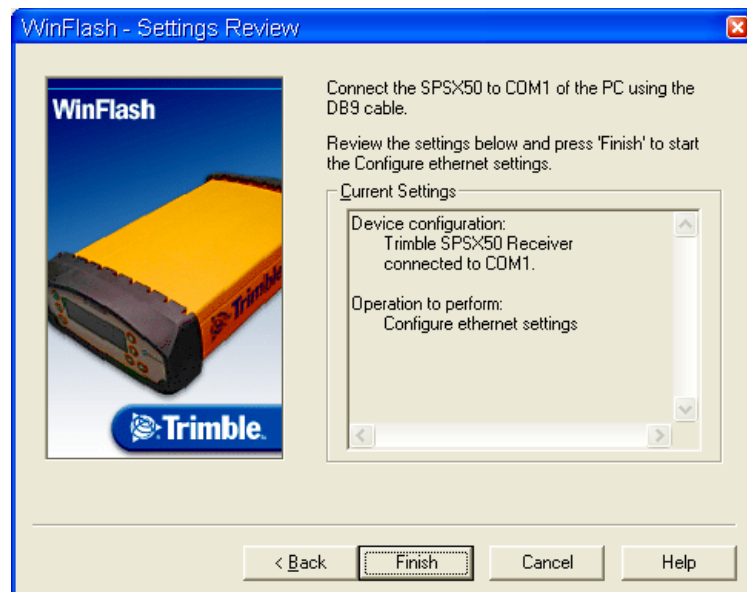 WinFlash - Settings Review
WinFlash
Trimble
Trimble.
Connect the SPSX50 to COM1 of the PC using the
DB9 cable.
Review the settings below and press 'Finish' to start
the Configure ethernet settings.
Current Settings
Device configuration:
Trimble SPSX50 Receiver
connected to COM1.
Operation to perform:
Configure ethernet settings
< Back
Finish
Cancel
Help